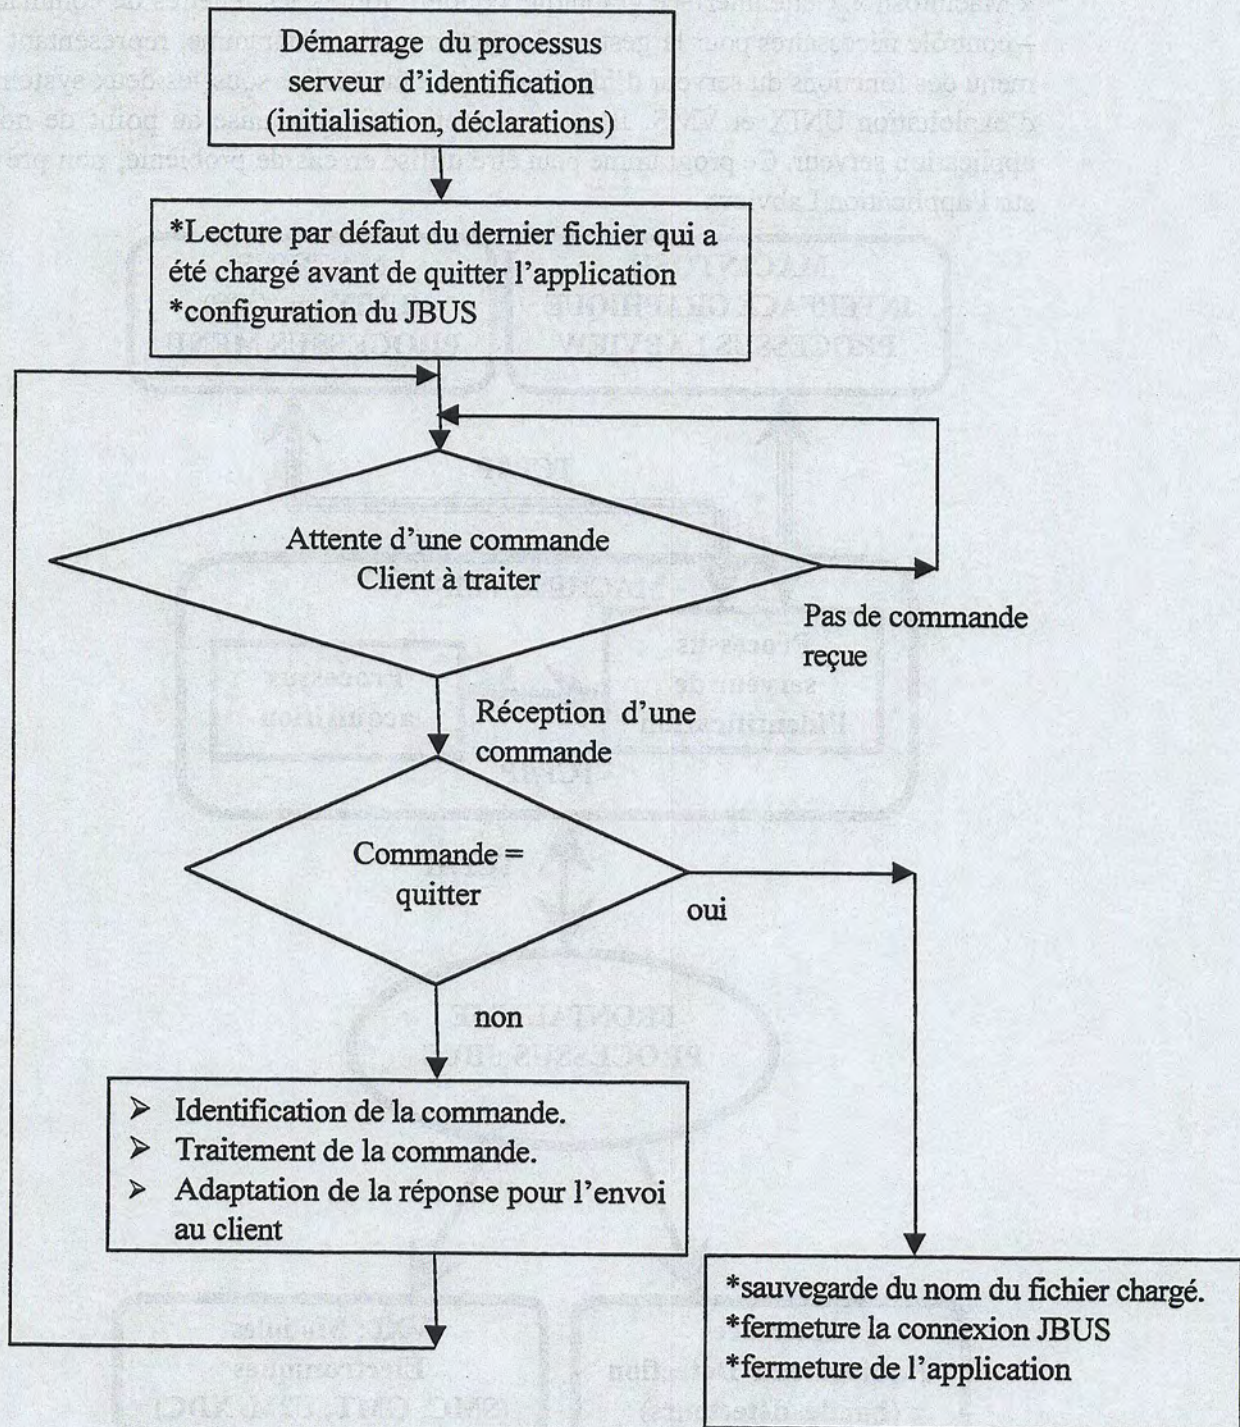 Démarrage du processus
serveur d'identification
(initialisation, déclarations)
*Lecture par défaut du dernier fichier qui a
été chargé avant de quitter l'application
*configuration du JBUS
Attente d'une commande
Client à traiter
Pas de commande
reçue
Réception d'une
commande
Commande =
quitter
oui
non
➢ Identification de la commande.
➢ Traitement de la commande.
➢ Adaptation de la réponse pour l'envoi
au client
*sauvegarde du nom du fichier chargé.
*fermeture la connexion JBUS
*fermeture de l'application